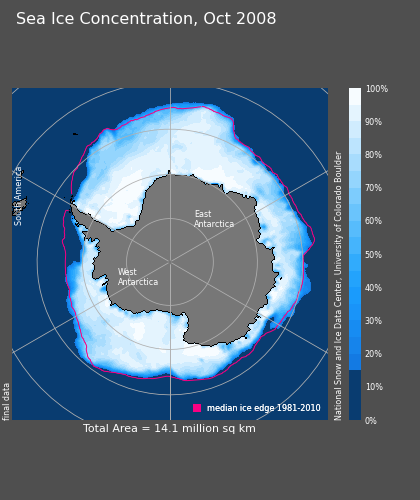 Sea Ice Concentration, Oct 2008
South America
East
Antarctica
West
Antarctica
final data
median ice edge 1981-2010
Total Area = 14.1 million sq km
National Snow and Ice Data Center, University of Colorado Boulder
100%
90%
80%
70%
60%
50%
40%
30%
20%
10%
0%